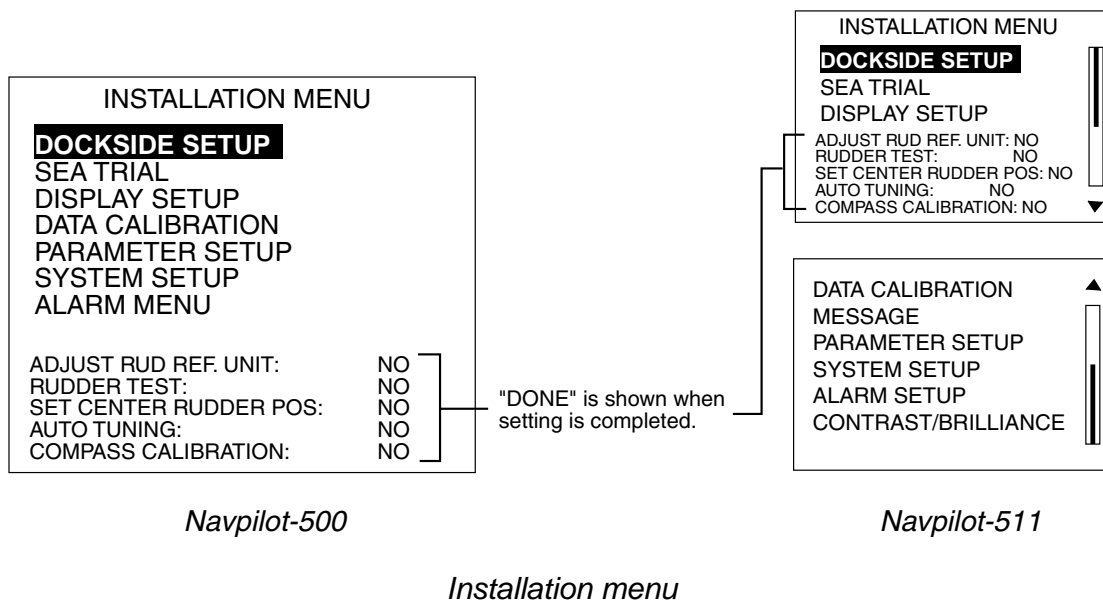 INSTALLATION MENU
DOCKSIDE SETUP
SEA TRIAL
DISPLAY SETUP
DATA CALIBRATION
PARAMETER SETUP
SYSTEM SETUP
ALARM MENU
ADJUST RUD REF. UNIT: NO
RUDDER TEST: NO
SET CENTER RUDDER POS: NO
AUTO TUNING: NO
COMPASS CALIBRATION: NO
Navpilot-500
"DONE" is shown when
setting is completed.
INSTALLATION MENU
DOCKSIDE SETUP
SEA TRIAL
DISPLAY SETUP
ADJUST RUD REF. UNIT: NO
RUDDER TEST: NO
SET CENTER RUDDER POS: NO
AUTO TUNING: NO
COMPASS CALIBRATION: NO
DATA CALIBRATION
MESSAGE
PARAMETER SETUP
SYSTEM SETUP
ALARM SETUP
CONTRAST/BRILLIANCE
Navpilot-511
Installation menu